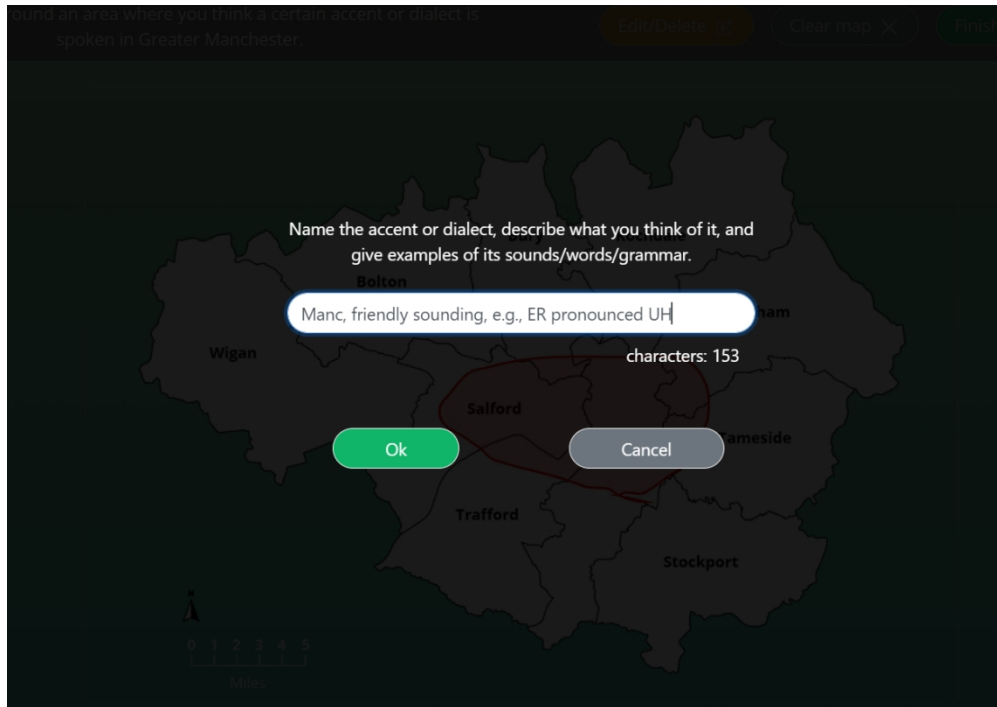 ound an area where you think a certain accent or dialect is
spoken in Greater Manchester.
Edit/Delete
Clear map
Finish
Name the accent or dialect, describe what you think of it, and
give examples of its sounds/words/grammar.
Bolton
Manc, friendly sounding, e.g., ER pronounced UH
ham
Wigan
characters: 153
Salford
Ok
Cancel
Tameside
Trafford
Stockport
N
0 1 2 3 4 5
Miles